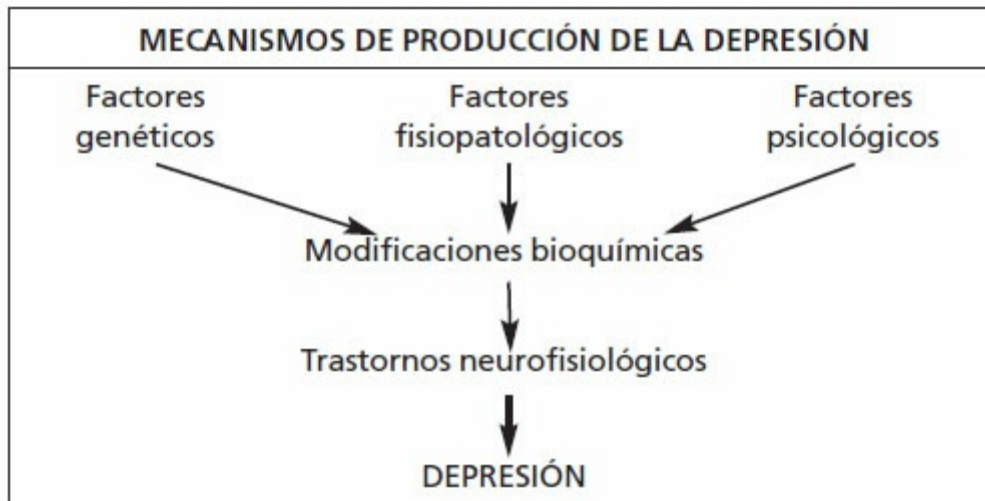 MECANISMOS DE PRODUCCIÓN DE LA DEPRESIÓN
Factores genéticos
Factores fisiopatológicos
Factores psicológicos
Modificaciones bioquímicas
Trastornos neurofisiológicos
DEPRESIÓN